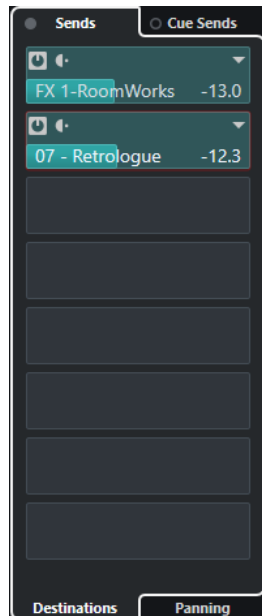 Sends Cue Sends
FX 1-RoomWorks -13.0
07 - Retrologue -12.3
Destinations Panning